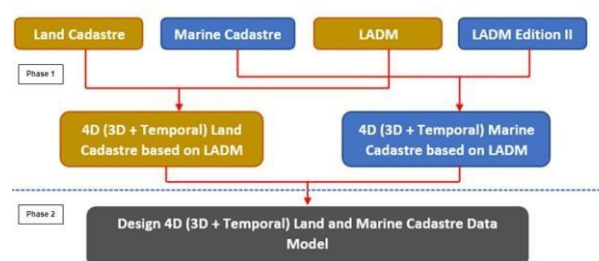 Land Cadastre
Marine Cadastre
LADM
LADM Edition II
Phase 1
4D (3D + Temporal) Land
Cadastre based on LADM
4D (3D + Temporal) Marine
Cadastre based on LADM
Phase 2
Design 4D (3D + Temporal) Land and Marine Cadastre Data
Model